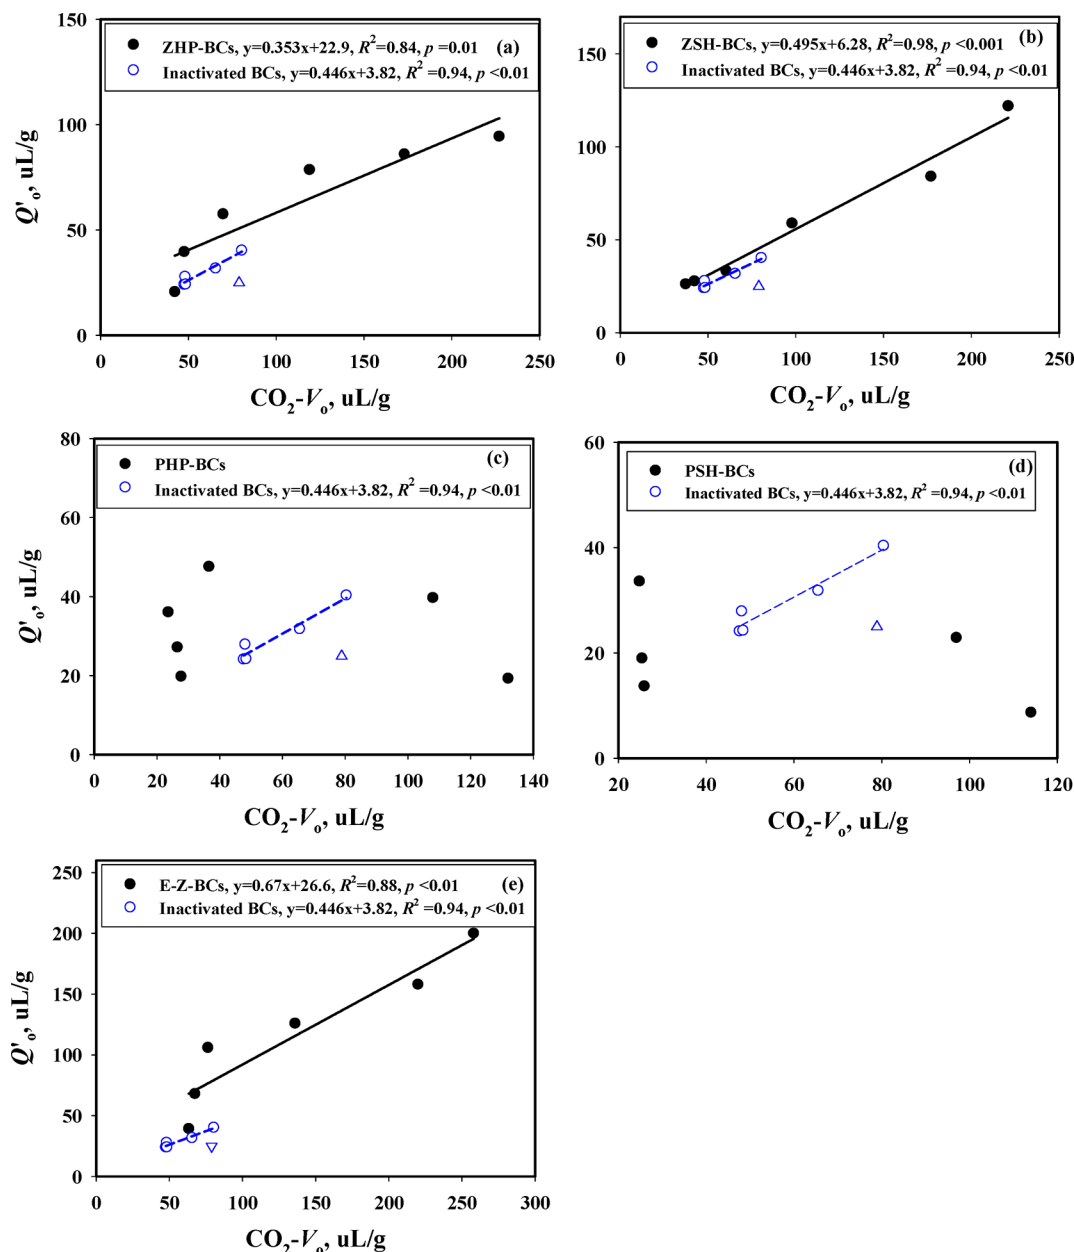 150
100
50
0
ZHP-BCs, y=0.353x+22.9, R²=0.84, p =0.01 (a)
Inactivated BCs, y=0.446x+3.82, R² =0.94, p <0.01
0 50 100 150 200 250
Q'o, uL/g
CO₂-Vo, uL/g
150
100
50
0
ZSH-BCs, y=0.495x+6.28, R²=0.98, p <0.001 (b)
Inactivated BCs, y=0.446x+3.82, R² =0.94, p <0.01
0 50 100 150 200 250
CO₂-Vo, uL/g
80
60
40
20
0
PHP-BCs (c)
Inactivated BCs, y=0.446x+3.82, R² =0.94, p <0.01
0 20 40 60 80 100 120 140
Q'o, uL/g
CO₂-Vo, uL/g
60
40
20
0
PSH-BCs (d)
Inactivated BCs, y=0.446x+3.82, R² =0.94, p <0.01
20 40 60 80 100 120
CO₂-Vo, uL/g
250
200
150
100
50
0
E-Z-BCs, y=0.67x+26.6, R²=0.88, p <0.01 (e)
Inactivated BCs, y=0.446x+3.82, R² =0.94, p <0.01
0 50 100 150 200 250 300
Q'o, uL/g
CO₂-Vo, uL/g